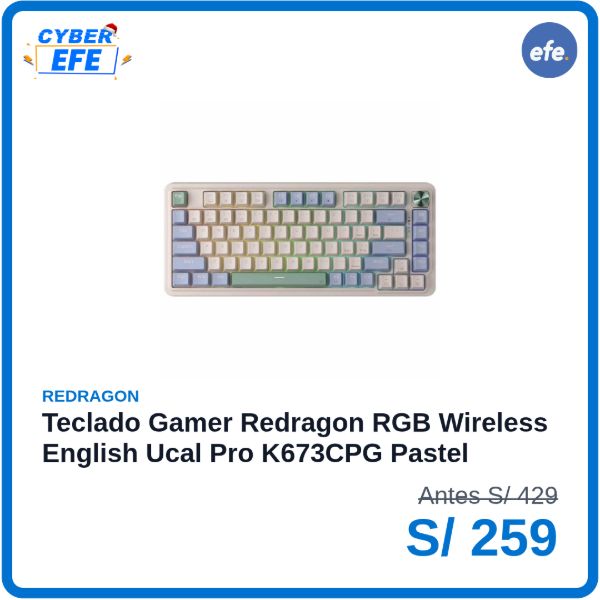 CYBER
EFE
efe.
REDRAGON
Teclado Gamer Redragon RGB Wireless
English Ucal Pro K673CPG Pastel
Antes S/ 429
S/ 259